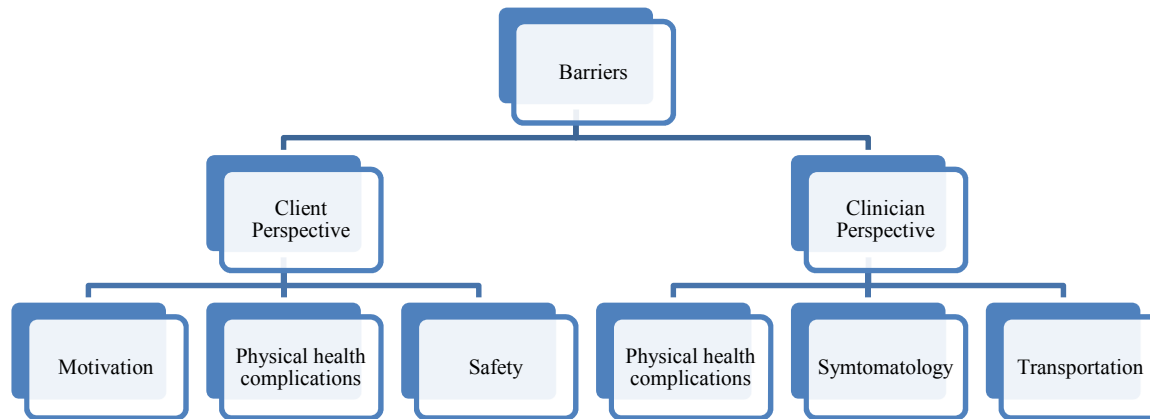 Barriers
Client
Perspective
Clinician
Perspective
Motivation
Physical health
complications
Safety
Physical health
complications
Symtomatology
Transportation